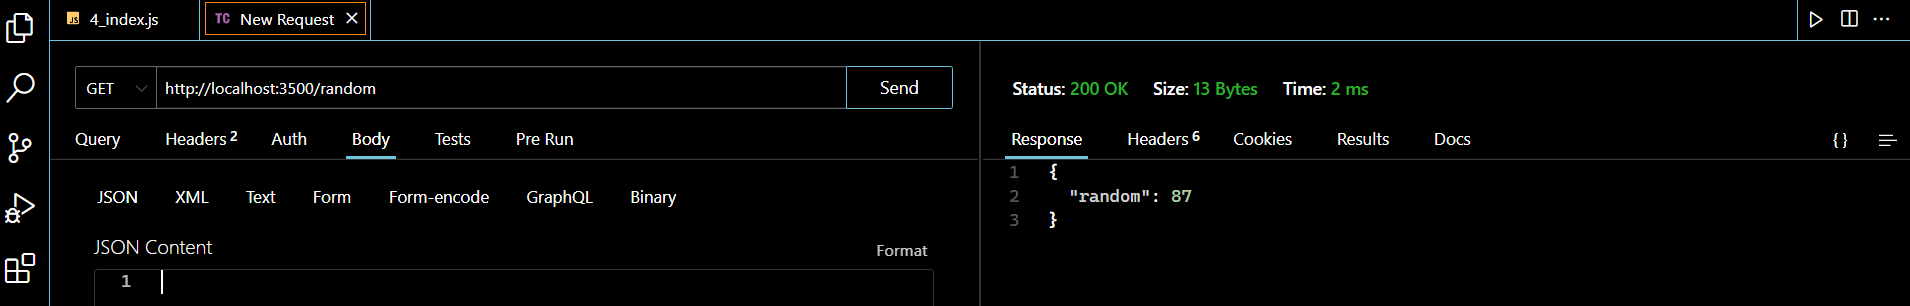 JS 4_index.js TC New Request
GET http://localhost:3500/random Send
Query Headers 2 Auth Body Tests Pre Run
JSON XML Text Form Form-encode GraphQL Binary
JSON Content Format
1
Status: 200 OK Size: 13 Bytes Time: 2 ms
Response Headers 6 Cookies Results Docs {}
1 {
2 "random": 87
3 }